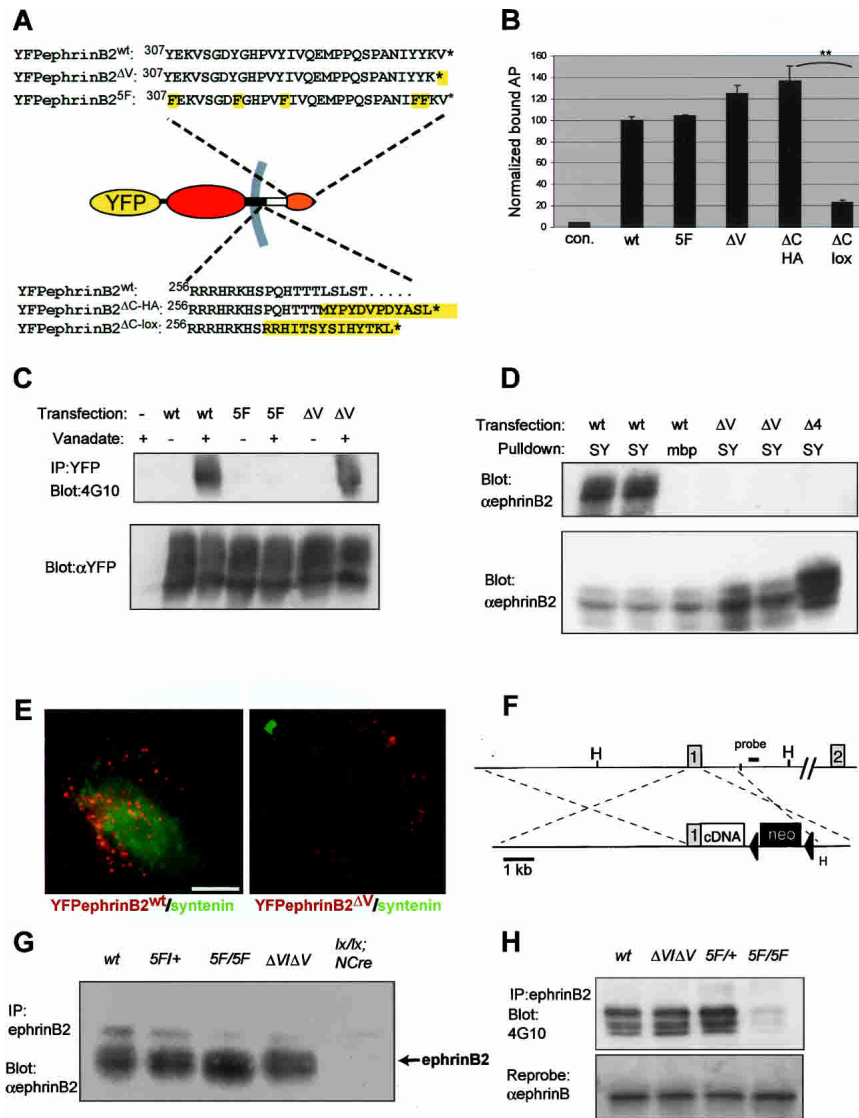 A
YFPephrinB2wt: 307YEKVSGDYGHPVYIVQEMPPQSPANIYYKV*
YFPephrinB2ΔV: 307YEKVSGDYGHPVYIVQEMPPQSPANIYYK*
YFPephrinB25F: 307FEKVSGDFGHPVFIVQEMPPQSPANIFFKV*
YFP
YFPephrinB2wt: 256RRRHRKHSPQHTTTLSLST.....
YFPephrinB2ΔC-HA: 256RRRHRKHSPQHTTTMYPYDVPDYASL*
YFPephrinB2ΔC-lox: 256RRRHRKHSRRHITSYSIHYTKL*
B
Normalized bound AP
160
140
120
100
80
60
40
20
0
**
con. wt 5F ΔV ΔC HA ΔC lox
C
Transfection: - wt wt 5F 5F ΔV ΔV
Vanadate: + - + - + - +
IP:YFP
Blot:4G10
Blot:αYFP
D
Transfection: wt wt wt ΔV ΔV Δ4
Pulldown: SY SY mbp SY SY SY
Blot:
αephrinB2
Blot:
αephrinB2
E
YFPephrinB2wt/syntenin
YFPephrinB2ΔV/syntenin
F
H 1 probe H 2
1 cDNA neo H
1 kb
G
wt 5F/+ 5F/5F ΔV/ΔV lx/lx; NCre
IP:
ephrinB2
Blot:
αephrinB2
ephrinB2
H
wt ΔV/ΔV 5F/+ 5F/5F
IP:ephrinB2
Blot:
4G10
Reprobe:
αephrinB